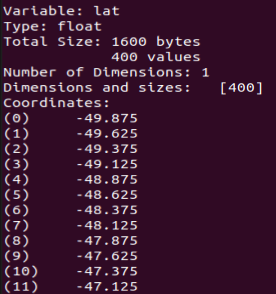 Variable: lat
Type: float
Total Size: 1600 bytes
            400 values
Number of Dimensions: 1
Dimensions and sizes:   [400]
Coordinates:
(0)     -49.875
(1)     -49.625
(2)     -49.375
(3)     -49.125
(4)     -48.875
(5)     -48.625
(6)     -48.375
(7)     -48.125
(8)     -47.875
(9)     -47.625
(10)    -47.375
(11)    -47.125